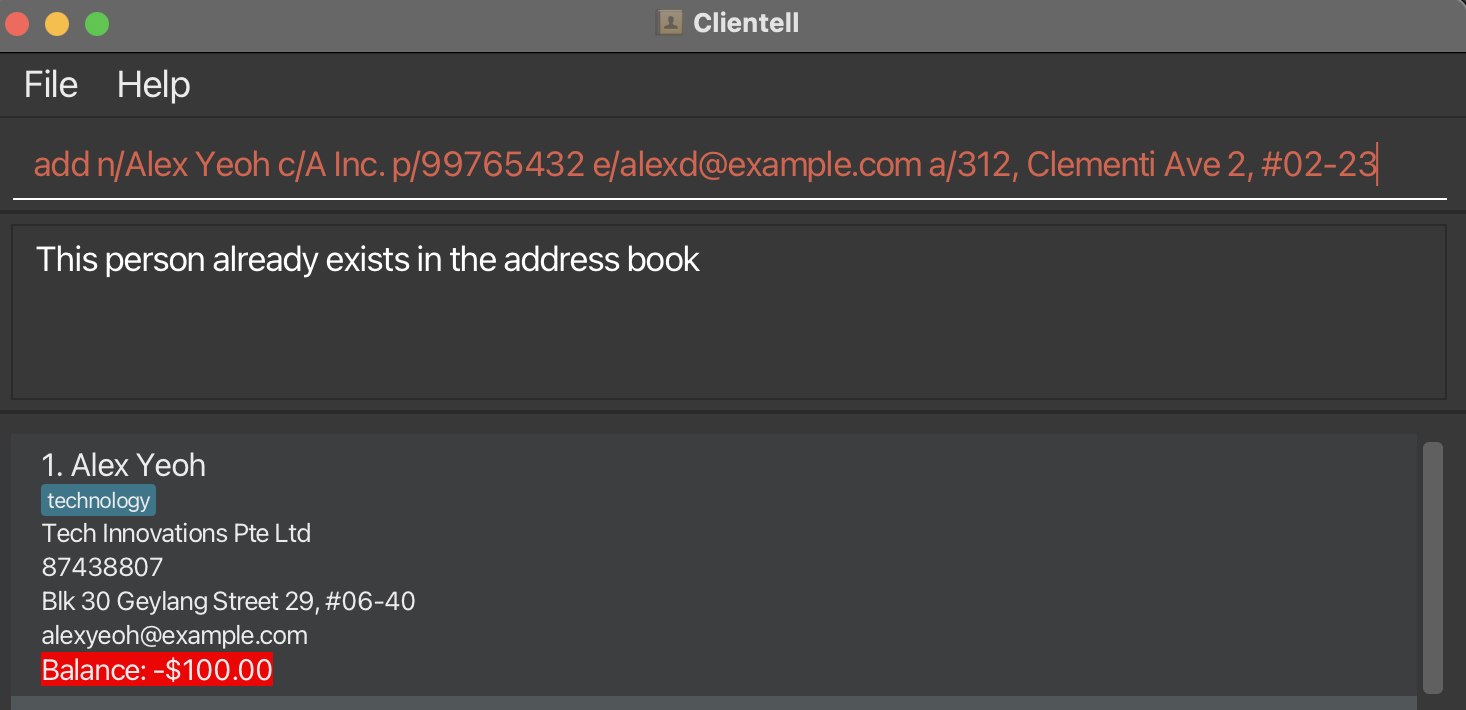 Clientell
File Help
add n/Alex Yeoh c/A Inc. p/99765432 e/alexd@example.com a/312, Clementi Ave 2, #02-23
This person already exists in the address book
1. Alex Yeoh
technology
Tech Innovations Pte Ltd
87438807
Blk 30 Geylang Street 29, #06-40
alexyeoh@example.com
Balance: -$100.00